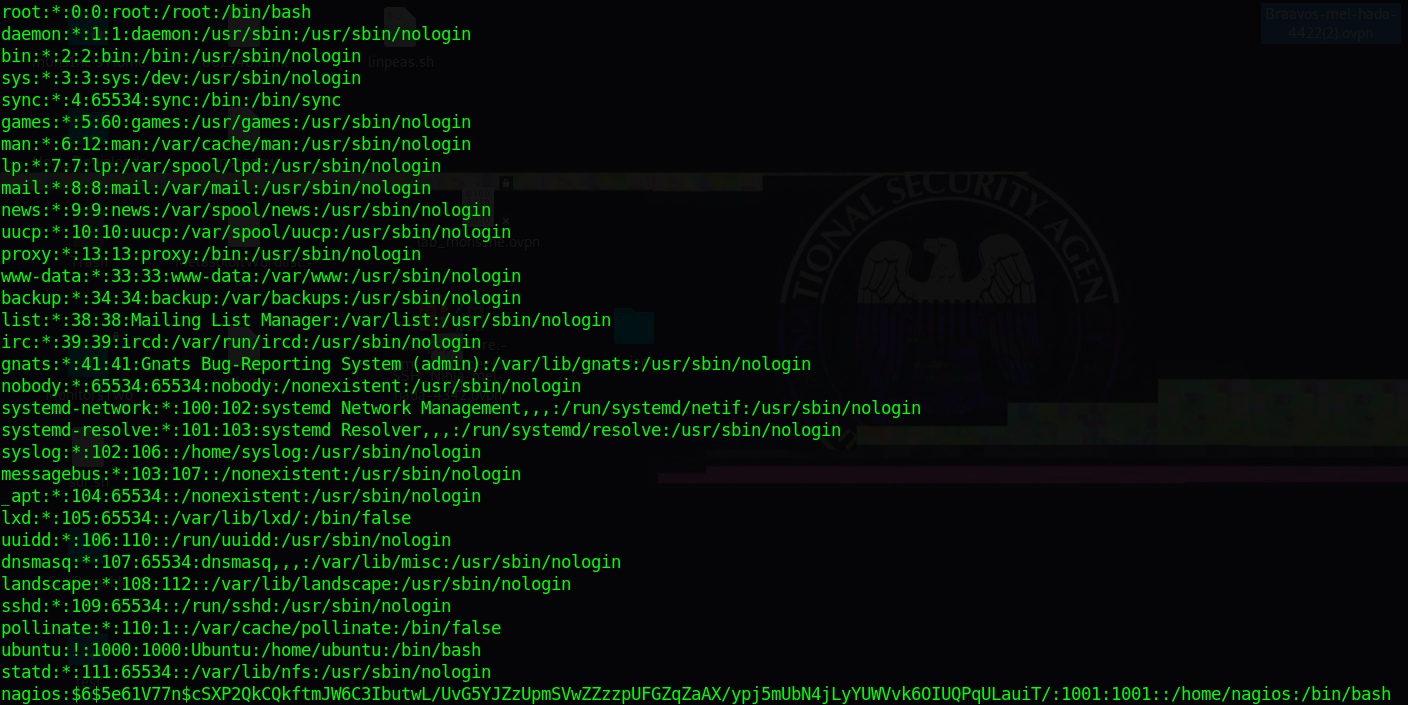 root:*:0:0:root:/root:/bin/bash
daemon:*:1:1:daemon:/usr/sbin:/usr/sbin/nologin
bin:*:2:2:bin:/bin:/usr/sbin/nologin
sys:*:3:3:sys:/dev:/usr/sbin/nologin
sync:*:4:65534:sync:/bin:/bin/sync
games:*:5:60:games:/usr/games:/usr/sbin/nologin
man:*:6:12:man:/var/cache/man:/usr/sbin/nologin
lp:*:7:7:lp:/var/spool/lpd:/usr/sbin/nologin
mail:*:8:8:mail:/var/mail:/usr/sbin/nologin
news:*:9:9:news:/var/spool/news:/usr/sbin/nologin
uucp:*:10:10:uucp:/var/spool/uucp:/usr/sbin/nologin
proxy:*:13:13:proxy:/bin:/usr/sbin/nologin
www-data:*:33:33:www-data:/var/www:/usr/sbin/nologin
backup:*:34:34:backup:/var/backups:/usr/sbin/nologin
list:*:38:38:Mailing List Manager:/var/list:/usr/sbin/nologin
irc:*:39:39:ircd:/var/run/ircd:/usr/sbin/nologin
gnats:*:41:41:Gnats Bug-Reporting System (admin):/var/lib/gnats:/usr/sbin/nologin
nobody:*:65534:65534:nobody:/nonexistent:/usr/sbin/nologin
systemd-network:*:100:102:systemd Network Management,,,:/run/systemd/netif:/usr/sbin/nologin
systemd-resolve:*:101:103:systemd Resolver,,,:/run/systemd/resolve:/usr/sbin/nologin
syslog:*:102:106::/home/syslog:/usr/sbin/nologin
messagebus:*:103:107::/nonexistent:/usr/sbin/nologin
_apt:*:104:65534::/nonexistent:/usr/sbin/nologin
lxd:*:105:65534::/var/lib/lxd/:/bin/false
uuidd:*:106:110::/run/uuidd:/usr/sbin/nologin
dnsmasq:*:107:65534:dnsmasq,,,:/var/lib/misc:/usr/sbin/nologin
landscape:*:108:112::/var/lib/landscape:/usr/sbin/nologin
sshd:*:109:65534::/run/sshd:/usr/sbin/nologin
pollinate:*:110:1::/var/cache/pollinate:/bin/false
ubuntu:!:1000:1000:Ubuntu:/home/ubuntu:/bin/bash
statd:*:111:65534::/var/lib/nfs:/usr/sbin/nologin
nagios:$6$5e61V77n$cSXP2QkCQkftmJW6C3IbutwL/UvG5YJZzUpmSVwZZzzpUFGZqZaAX/ypj5mUbN4jLyYUWVvk6OIUQPqULauiT/:1001:1001::/home/nagios:/bin/bash
linpeas.sh
Braavos-mel-hada-
4422(2).ovpn
TIONAL SECURITY AGEN